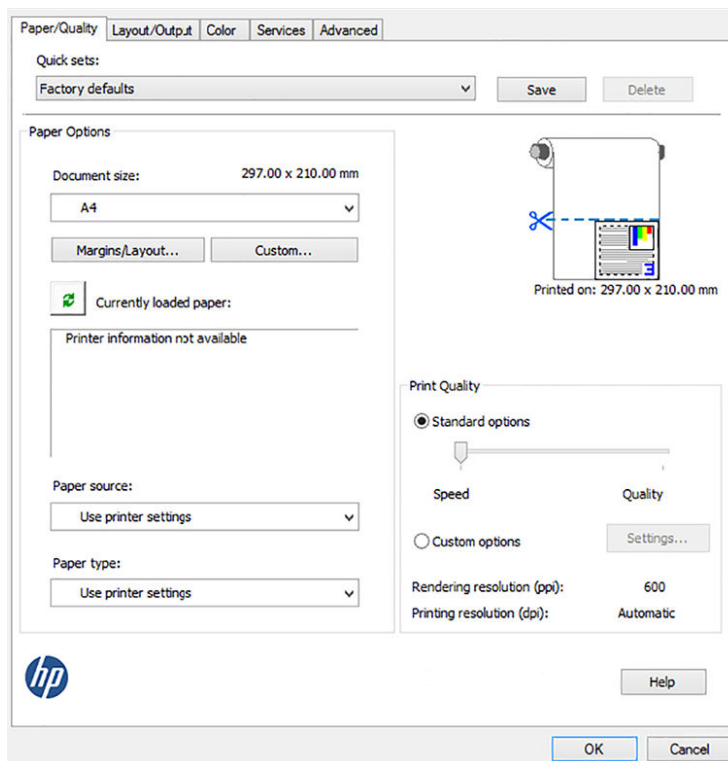 Paper/Quality Layout/Output Color Services Advanced
Quick sets:
Factory defaults Save Delete
Paper Options
Document size: 297.00 x 210.00 mm
A4
Margins/Layout... Custom...
Currently loaded paper:
Printer information not available
Paper source:
Use printer settings
Paper type:
Use printer settings
3
Printed on: 297.00 x 210.00 mm
Print Quality
Standard options
Speed Quality
Custom options Settings...
Rendering resolution (ppi): 600
Printing resolution (dpi): Automatic
hp
Help
OK Cancel